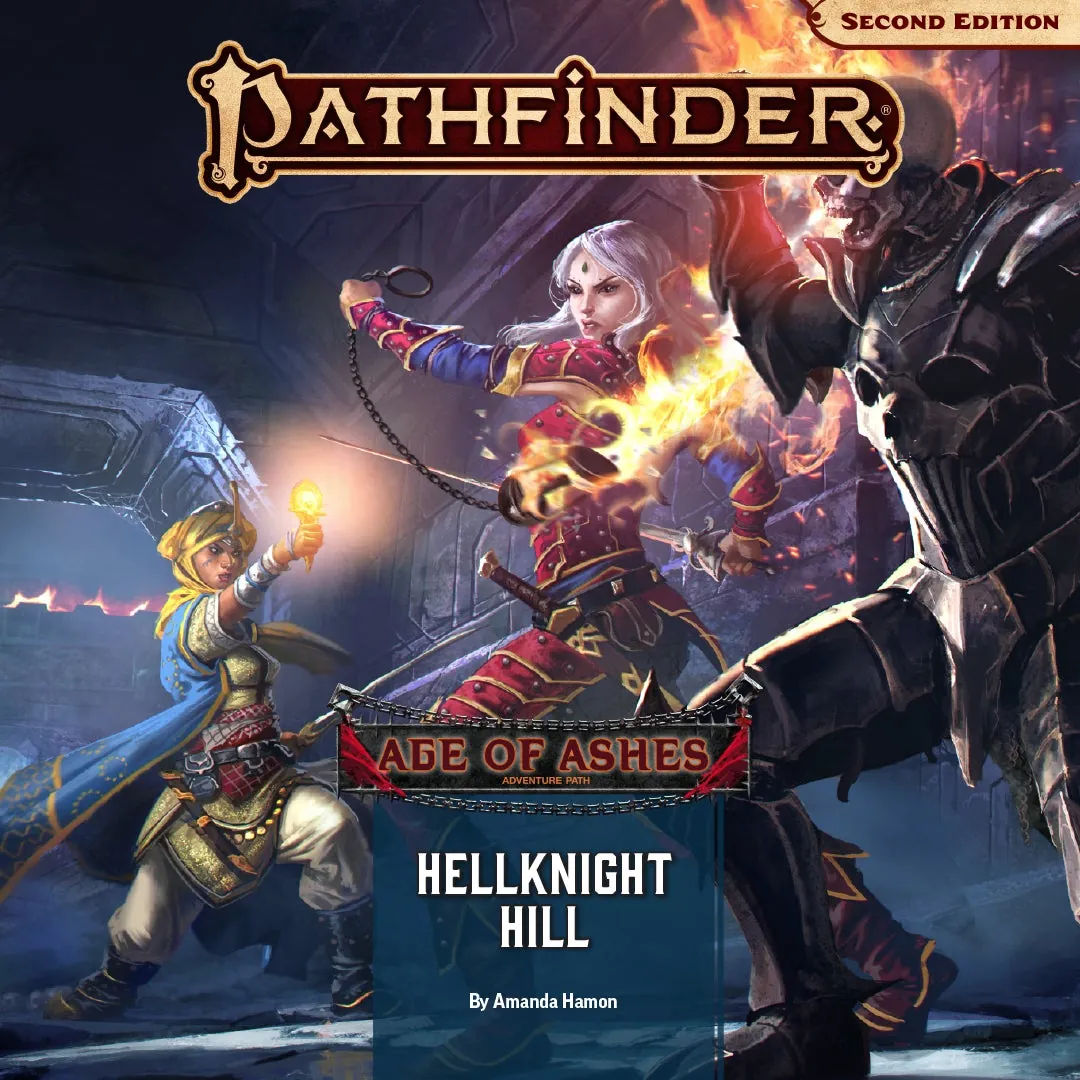 SECOND EDITION
PATHFINDER®
AGE OF ASHES
ADVENTURE PATH
HELLKNIGHT
HILL
By Amanda Hamon